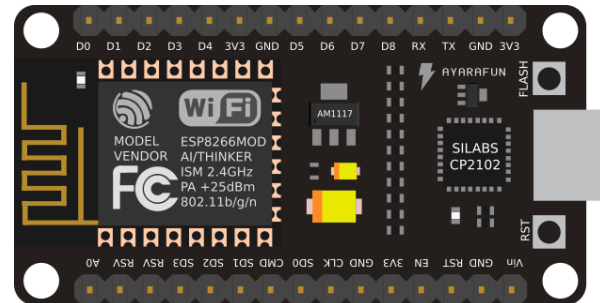 D0 D1 D2 D3 D4 3V3 GND D5 D6 D7 D8 RX TX GND 3V3
AYARAFUN
FLASH
WiFi
AM1117
MODEL
VENDOR
ESP8266MOD
AI/THINKER
ISM 2.4GHz
PA +25dBm
802.11b/g/n
FC
SILABS
CP2102
RST
A0 RSV RSV SD3 SD2 SD1 CMD SD0 CLK GND 3V3 EN RST GND Vin